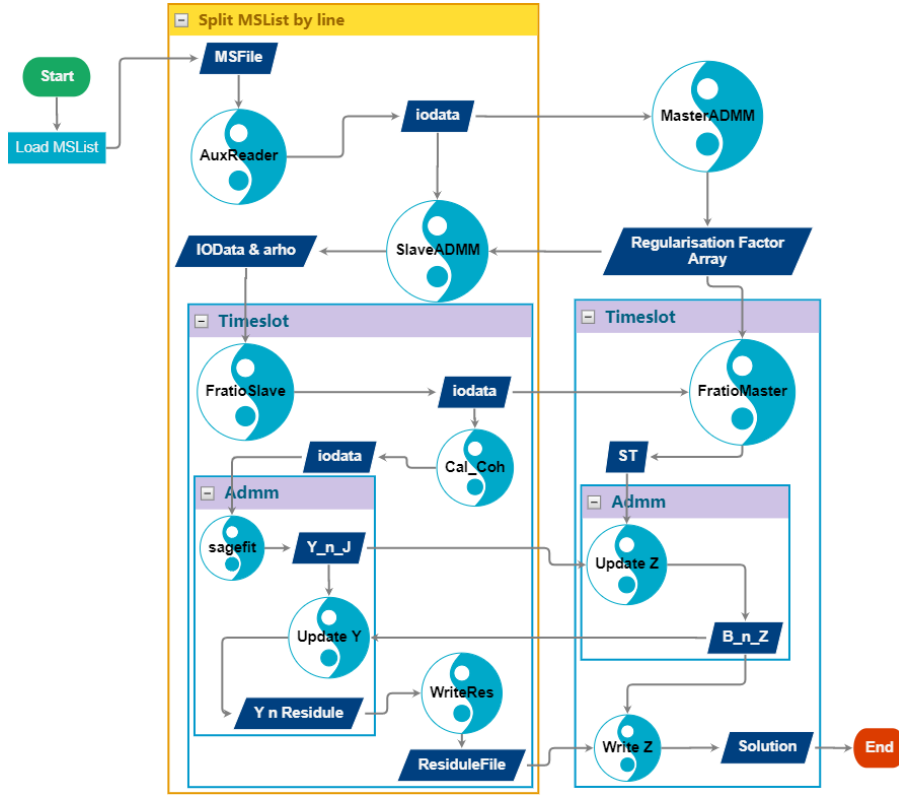 Split MSList by line
MSFile
Start
Load MSList
AuxReader
iodata
MasterADMM
IOData & arho
SlaveADMM
Regularisation Factor
Array
Timeslot
Timeslot
FratioSlave
iodata
FratioMaster
iodata
Cal_Coh
ST
Admm
Admm
sagefit
Y_n_J
Update Z
Update Y
B_n_Z
Y n Residule
WriteRes
ResiduleFile
Write Z
Solution
End